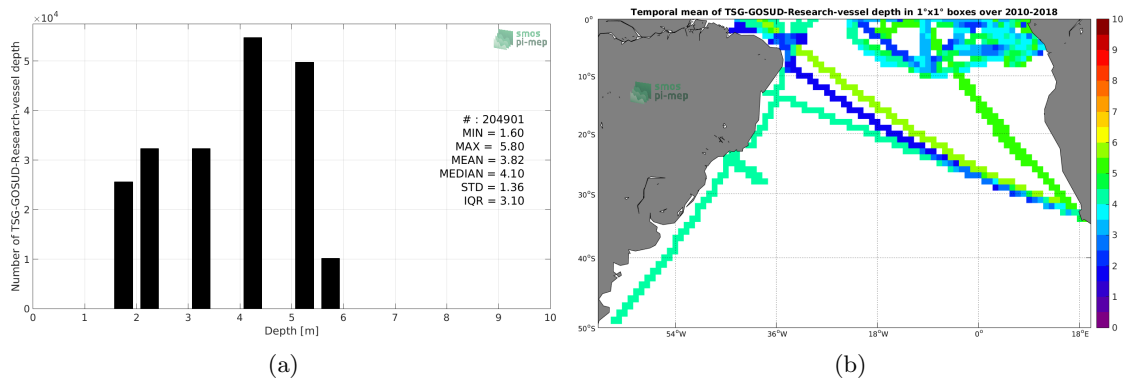 ×10⁴
5
4
3
2
1
0
Number of TSG-GOSUD-Research-vessel depth
smos
pi-mep
# : 204901
MIN = 1.60
MAX = 5.80
MEAN = 3.82
MEDIAN = 4.10
STD = 1.36
IQR = 3.10
0 1 2 3 4 5 6 7 8 9 10
Depth [m]
(a)
Temporal mean of TSG-GOSUD-Research-vessel depth in 1°x1° boxes over 2010-2018
0°
10°S
20°S
30°S
40°S
50°S
smos
pi-mep
54°W 36°W 18°W 0° 18°E
10
9
8
7
6
5
4
3
2
1
0
(b)